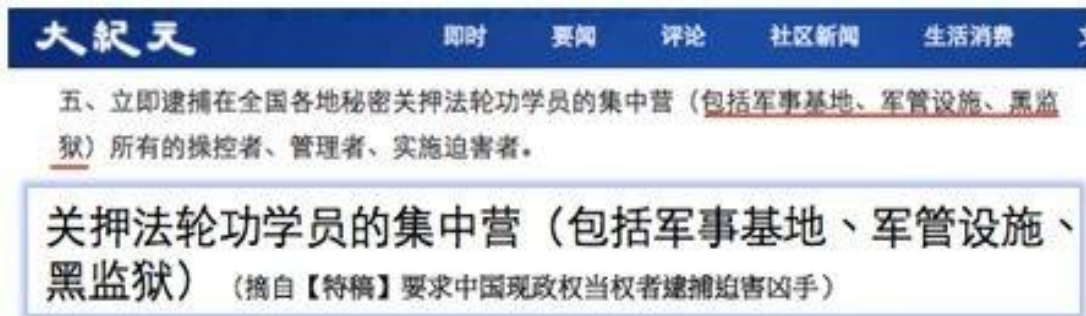 大紀元 即时 要闻 评论 社区新闻 生活消费
五、立即逮捕在全国各地秘密关押法轮功学员的集中营（包括军事基地、军管设施、黑监
狱）所有的操控者、管理者、实施迫害者。
关押法轮功学员的集中营（包括军事基地、军管设施、
黑监狱）（摘自【特稿】要求中国现政权当权者逮捕迫害凶手）